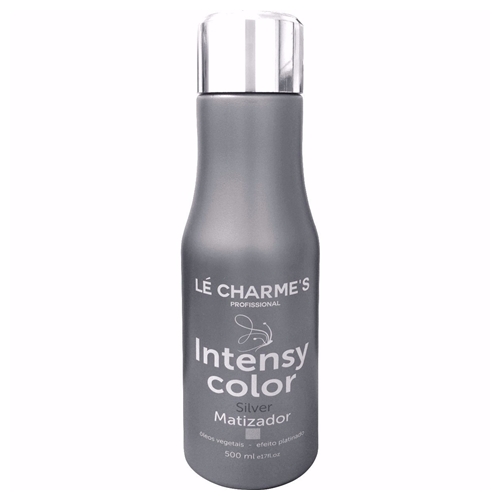 LÉ CHARME'S
PROFISSIONAL
Intensy
color
Silver
Matizador
óleos vegetais - efeito platinado
500 ml e17fl.oz